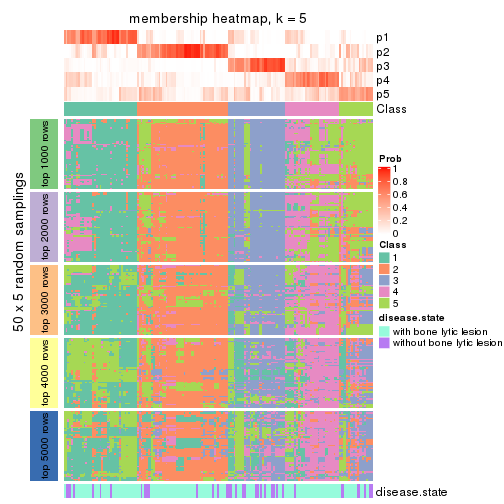 membership heatmap, k = 5
p1
p2
p3
p4
p5
Class
50 x 5 random samplings
top 1000 rows
top 2000 rows
top 3000 rows
top 4000 rows
top 5000 rows
disease.state
Prob
1
0.8
0.6
0.4
0.2
0
Class
1
2
3
4
5
disease.state
with bone lytic lesion
without bone lytic lesion